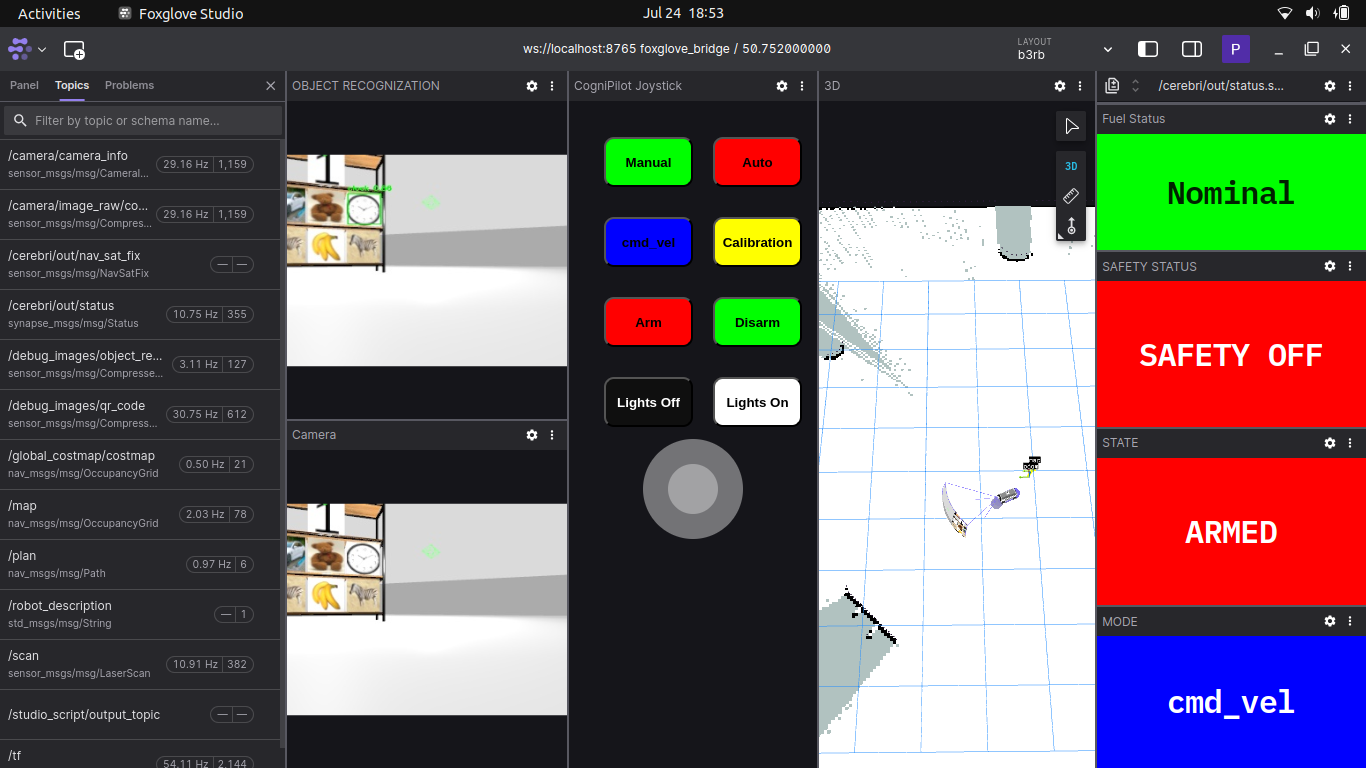 Activities
Foxglove Studio
Jul 24 18:53
ws://localhost:8765 foxglove_bridge / 50.752000000
LAYOUT
b3rb
P
Panel
Topics
Problems
Filter by topic or schema name...
/camera/camera_info
sensor_msgs/msg/CameraI...
29.16 Hz 1,159
/camera/image_raw/co...
sensor_msgs/msg/Compres...
29.16 Hz 1,159
/cerebri/out/nav_sat_fix
sensor_msgs/msg/NavSatFix
— —
/cerebri/out/status
synapse_msgs/msg/Status
10.75 Hz 355
/debug_images/object_re...
sensor_msgs/msg/Compresse...
3.11 Hz 127
/debug_images/qr_code
sensor_msgs/msg/Compress...
30.75 Hz 612
/global_costmap/costmap
nav_msgs/msg/OccupancyGrid
0.50 Hz 21
/map
nav_msgs/msg/OccupancyGrid
2.03 Hz 78
/plan
nav_msgs/msg/Path
0.97 Hz 6
/robot_description
std_msgs/msg/String
— 1
/scan
sensor_msgs/msg/LaserScan
10.91 Hz 382
/studio_script/output_topic
— —
/tf
54.11 Hz 2,144
OBJECT RECOGNIZATION
1
Camera
1
CogniPilot Joystick
Manual
Auto
cmd_vel
Calibration
Arm
Disarm
Lights Off
Lights On
3D
3D
/cerebri/out/status.s...
Fuel Status
Nominal
SAFETY STATUS
SAFETY OFF
STATE
ARMED
MODE
cmd_vel